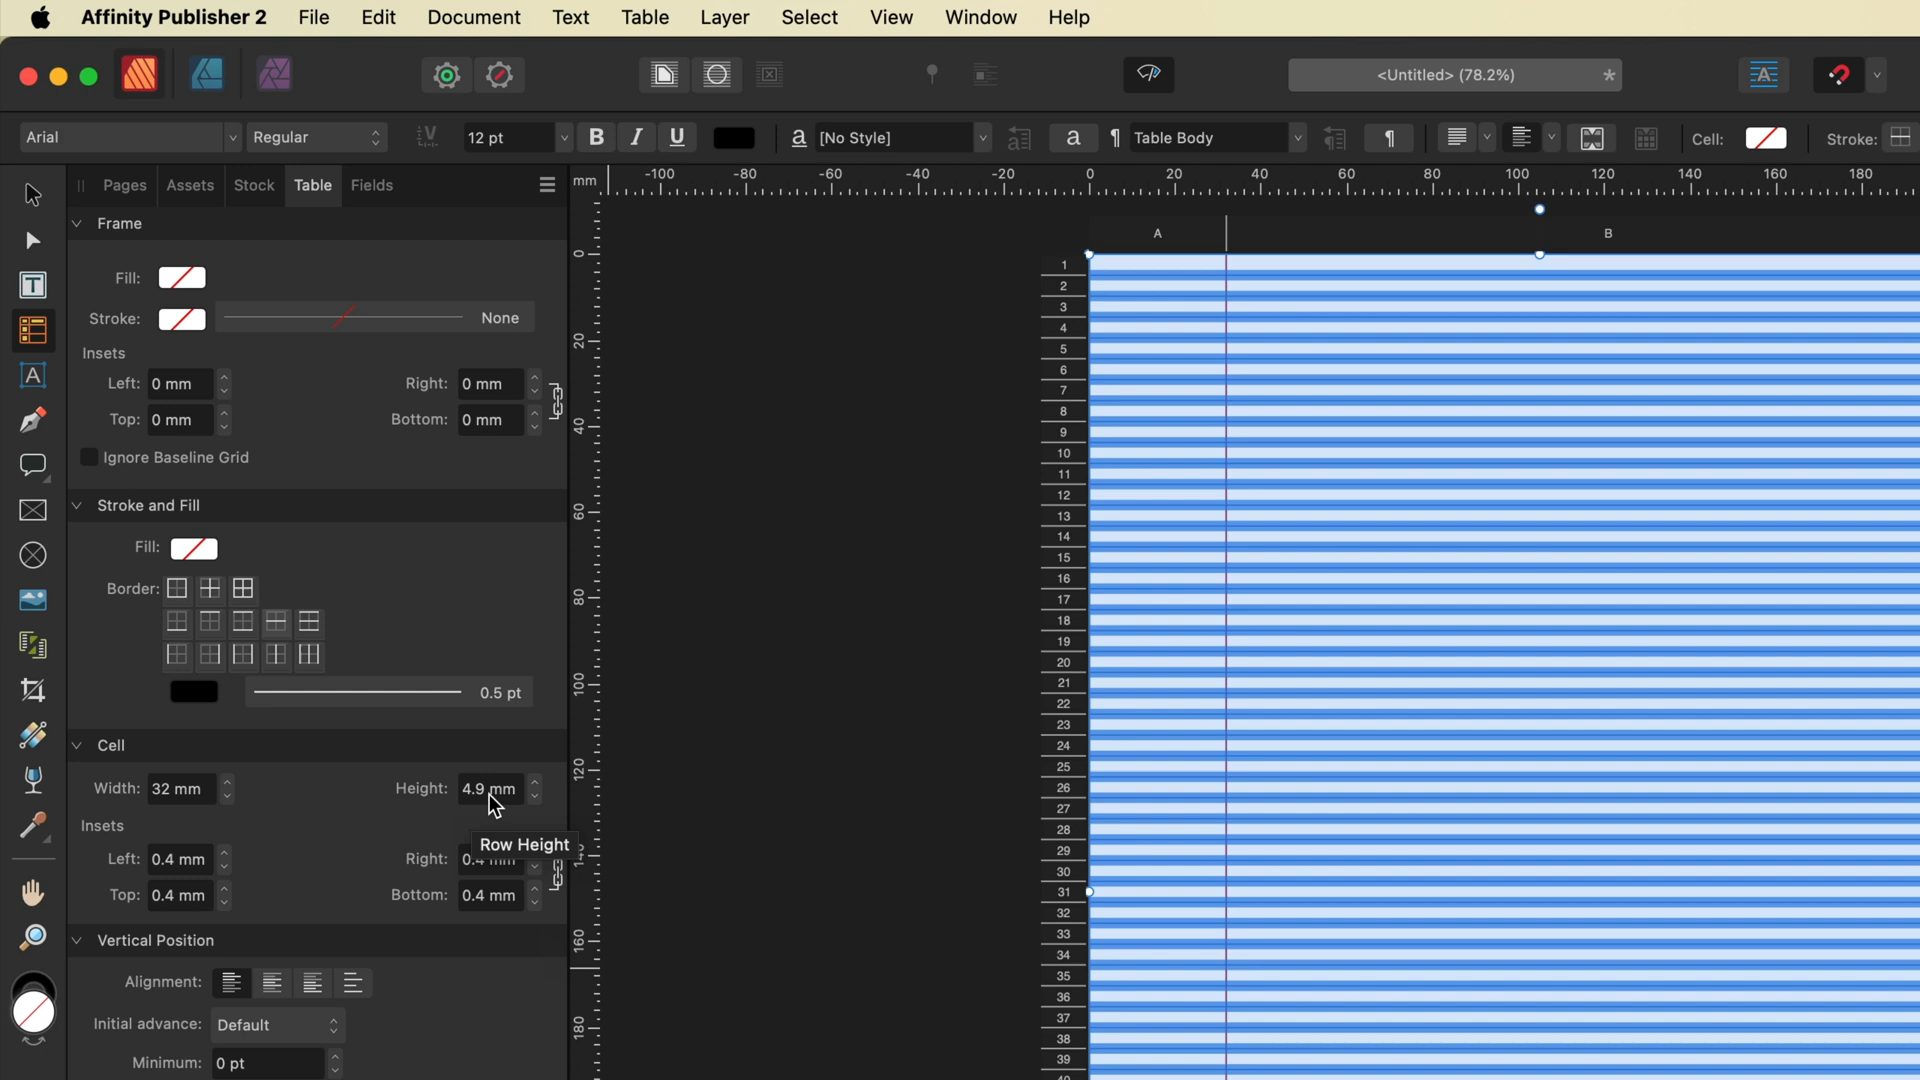 Affinity Publisher 2 File Edit Document Text Table Layer Select View Window Help
<Untitled> (78.2%) *
Arial Regular 12 pt B I U a [No Style] a ¶ Table Body ¶ Cell: Stroke:
Pages Assets Stock Table Fields
mm -100 -80 -60 -40 -20 0 20 40 60 80 100 120 140 160 180
Frame
A B
Fill:
Stroke: None
Insets
Left: 0 mm Right: 0 mm
Top: 0 mm Bottom: 0 mm
Ignore Baseline Grid
Stroke and Fill
Fill:
Border:
0.5 pt
Cell
Width: 32 mm Height: 4.9 mm
Insets
Row Height
Left: 0.4 mm Right:
Top: 0.4 mm Bottom: 0.4 mm
Vertical Position
Alignment:
Initial advance: Default
Minimum: 0 pt
0
20
40
60
80
100
120
160
180
1
2
3
4
5
6
7
8
9
10
11
12
13
14
15
16
17
18
19
20
21
22
23
24
25
26
27
28
29
30
31
32
33
34
35
36
37
38
39
40